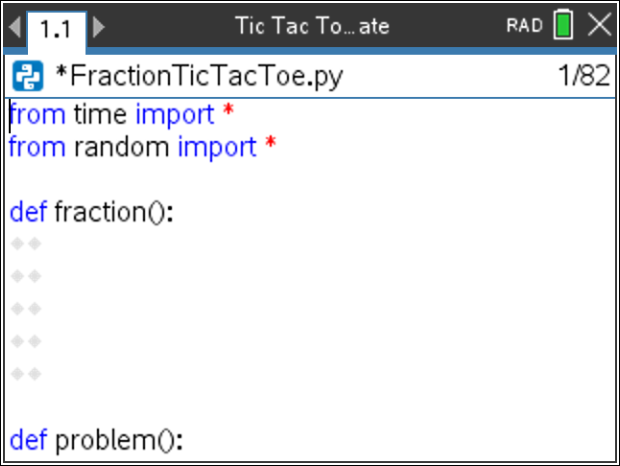 1.1 Tic Tac To…ate RAD
*FractionTicTacToe.py 1/82
from time import *
from random import *
def fraction():
def problem():